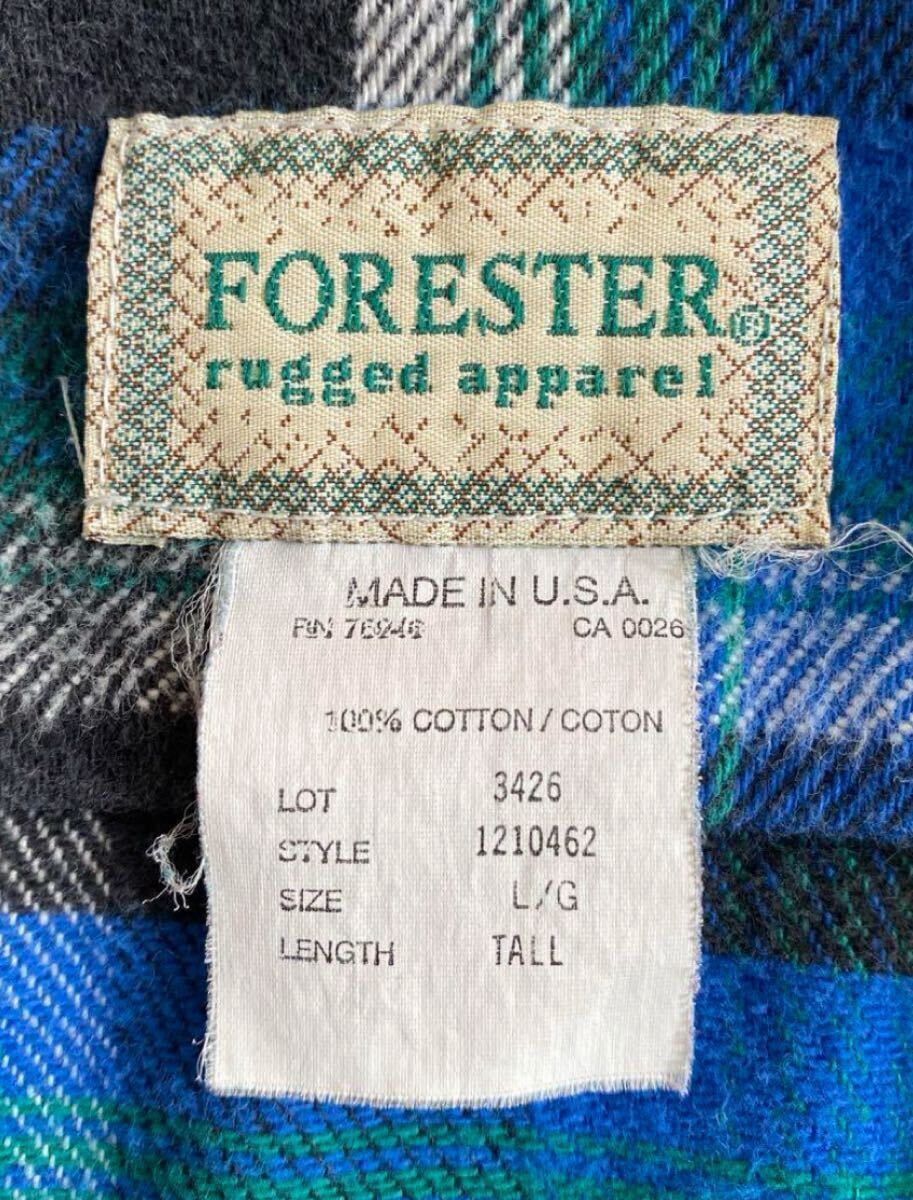 FORESTER®
rugged apparel
MADE IN U.S.A.
RN 76946 CA 0026
100% COTTON / COTON
LOT 3426
STYLE 1210462
SIZE L/G
LENGTH TALL